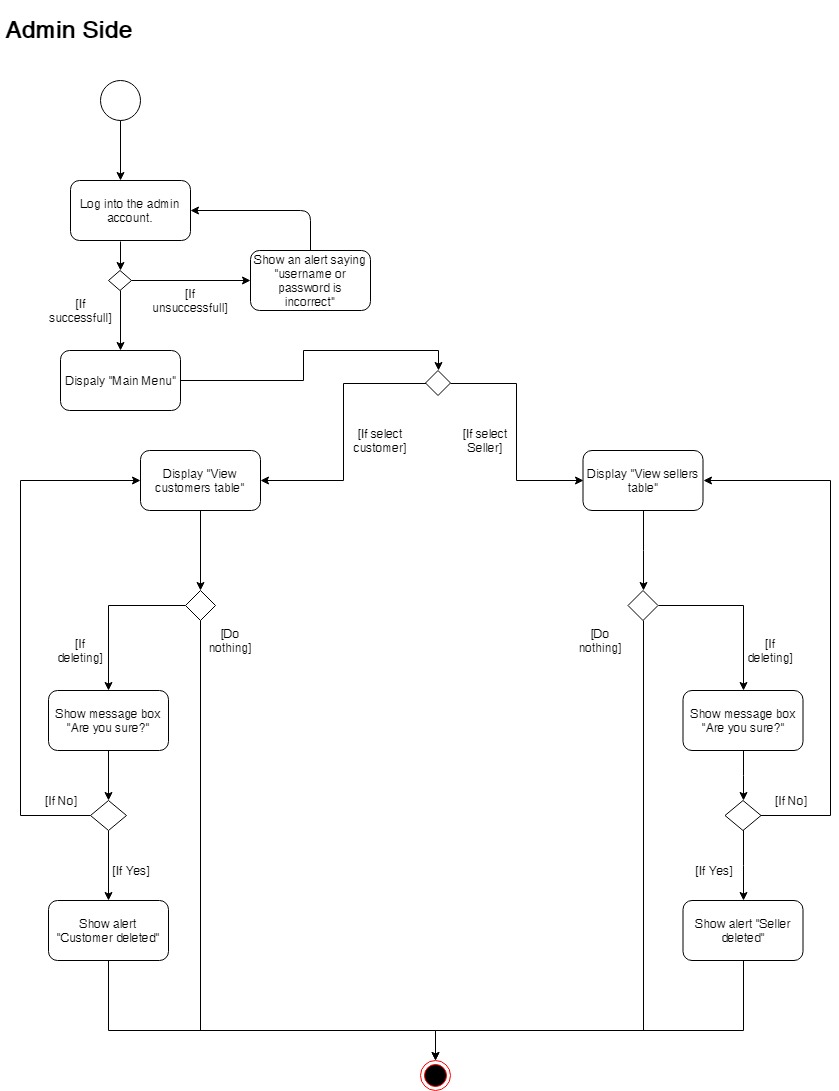 Admin Side
Log into the admin
account.
Show an alert saying
"username or
password is
incorrect"
[If
unsuccessfull]
[If
successfull]
Dispaly "Main Menu"
[If select
customer]
[If select
Seller]
Display "View
customers table"
Display "View sellers
table"
[Do
nothing]
[Do
nothing]
[If
deleting]
[If
deleting]
Show message box
"Are you sure?"
Show message box
"Are you sure?"
[If No]
[If No]
[If Yes]
[If Yes]
Show alert
"Customer deleted"
Show alert "Seller
deleted"